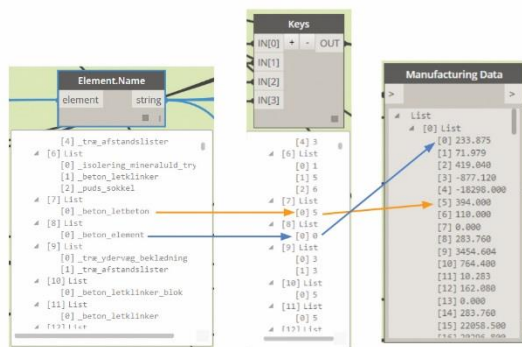 Element.Name
element
string
[4] _træ_afstandslister
[6] List
[0] _isolering_mineraluld_try
[1] _beton_letklinker
[2] _puds_sokkel
[7] List
[0] _beton_letbeton
[8] List
[0] _beton_element
[9] List
[0] _træ_ydervæg_beklædning
[1] _træ_afstandslister
[10] List
[0] _beton_letklinker_blok
[11] List
[0] _beton_letklinker
[12] List
Keys
IN[0] + - OUT
IN[1]
IN[2]
IN[3]
[4] 3
[6] List
[0] 1
[1] 5
[2] 6
[7] List
[0] 5
[8] List
[0] 0
[9] List
[0] 3
[1] 3
[10] List
[0] 5
[11] List
[0] 5
[12] List
Manufacturing Data
> >
List
[0] List
[0] 233.875
[1] 71.979
[2] 419.040
[3] -877.120
[4] -18298.000
[5] 394.000
[6] 110.000
[7] 0.000
[8] 283.760
[9] 3454.604
[10] 764.400
[11] 10.283
[12] 162.080
[13] 0.000
[14] 283.760
[15] 22058.500